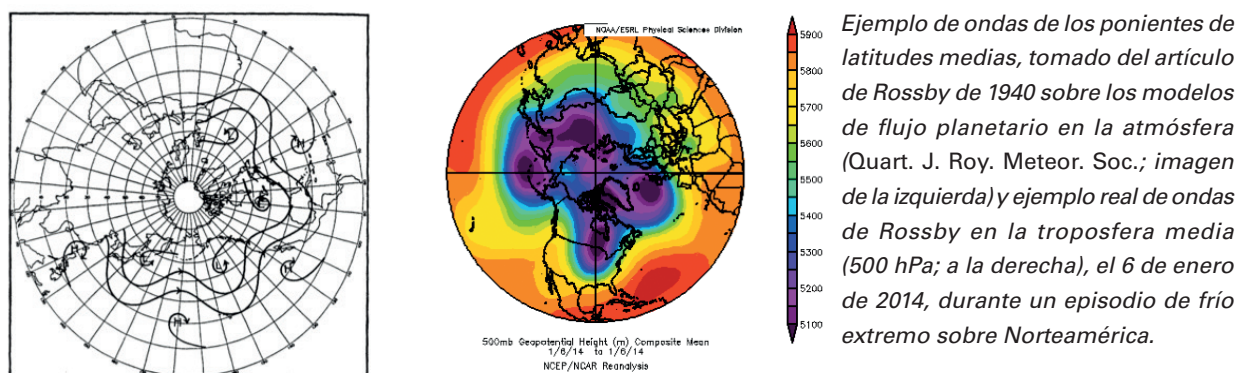 NOAA/ESRL Physical Sciences Division
5900
5800
5700
5600
5500
5400
5300
5200
5100
500mb Geopotential Height (m) Composite Mean
1/6/14 to 1/6/14
NCEP/NCAR Reanalysis
Ejemplo de ondas de los ponientes de
latitudes medias, tomado del artículo
de Rossby de 1940 sobre los modelos
de flujo planetario en la atmósfera
(Quart. J. Roy. Meteor. Soc.; imagen
de la izquierda) y ejemplo real de ondas
de Rossby en la troposfera media
(500 hPa; a la derecha), el 6 de enero
de 2014, durante un episodio de frío
extremo sobre Norteamérica.